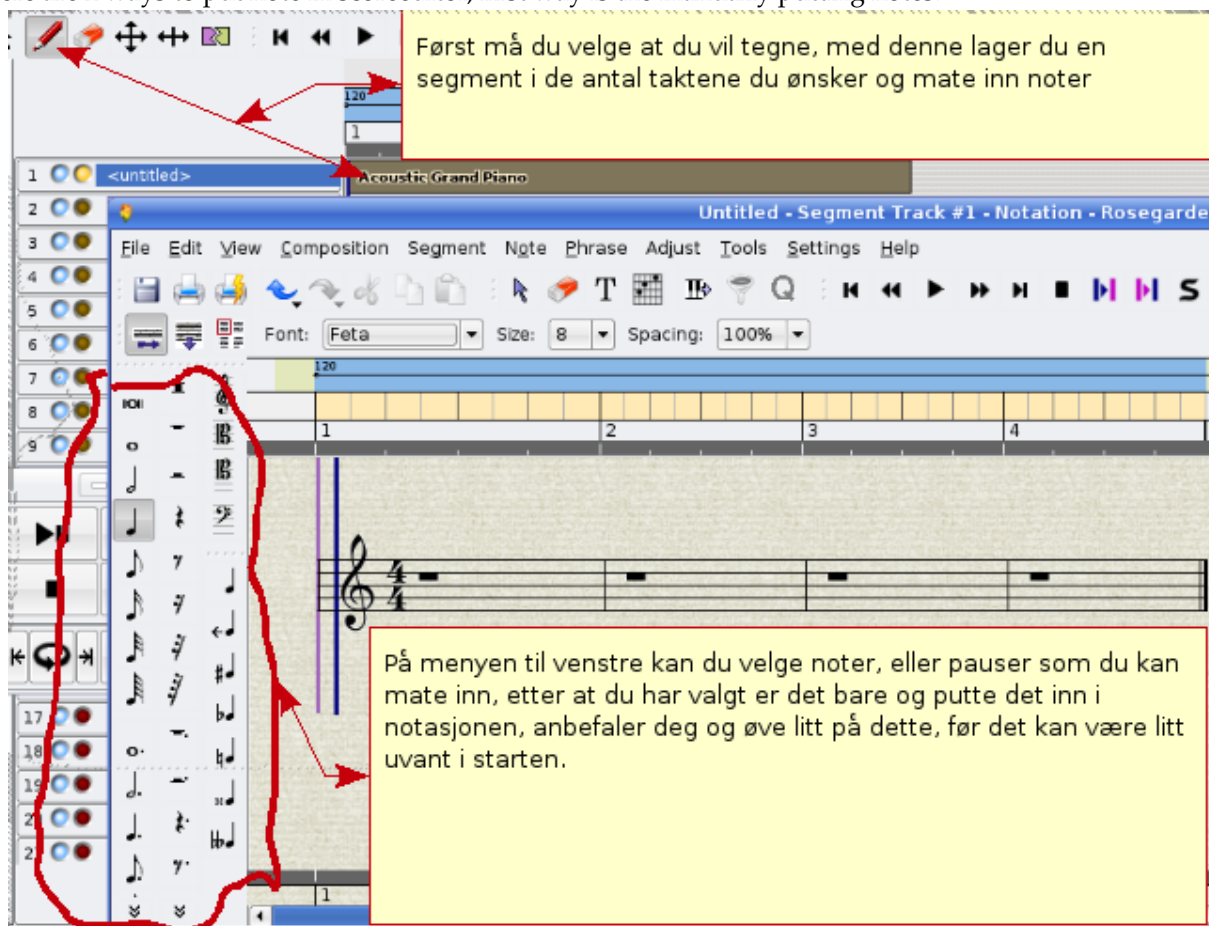 Først må du velge at du vil tegne, med denne lager du en
segment i de antal taktene du ønsker og mate inn noter
120
1
1 <untitled>
Acoustic Grand Piano
2
3
4
5
6
7
8
9
17
18
19
2
2
Untitled - Segment Track #1 - Notation - Rosegarde
File Edit View Composition Segment Note Phrase Adjust Tools Settings Help
Font: Feta Size: 8 Spacing: 100%
120
1 2 3 4
På menyen til venstre kan du velge noter, eller pauser som du kan
mate inn, etter at du har valgt er det bare og putte det inn i
notasjonen, anbefaler deg og øve litt på dette, før det kan være litt
uvant i starten.
1